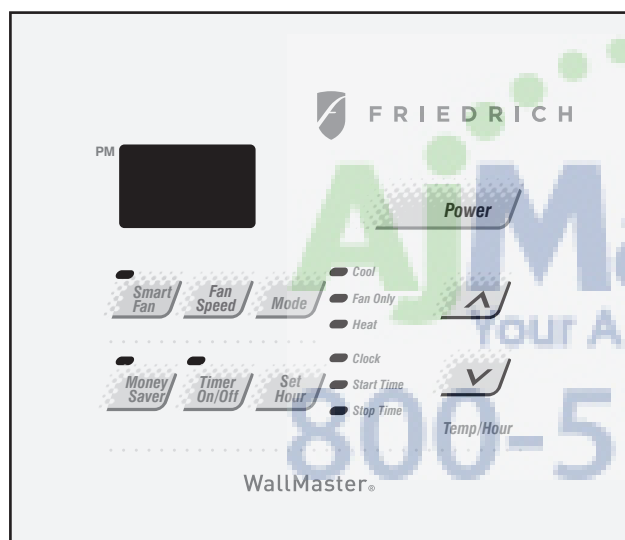 FRIEDRICH
PM
Power
Smart
Fan
Fan
Speed
Mode
Cool
Fan Only
Heat
Money
Saver
Timer
On/Off
Set
Hour
Clock
Start Time
Stop Time
Temp/Hour
WallMaster®
AjMa
Your A
800-5